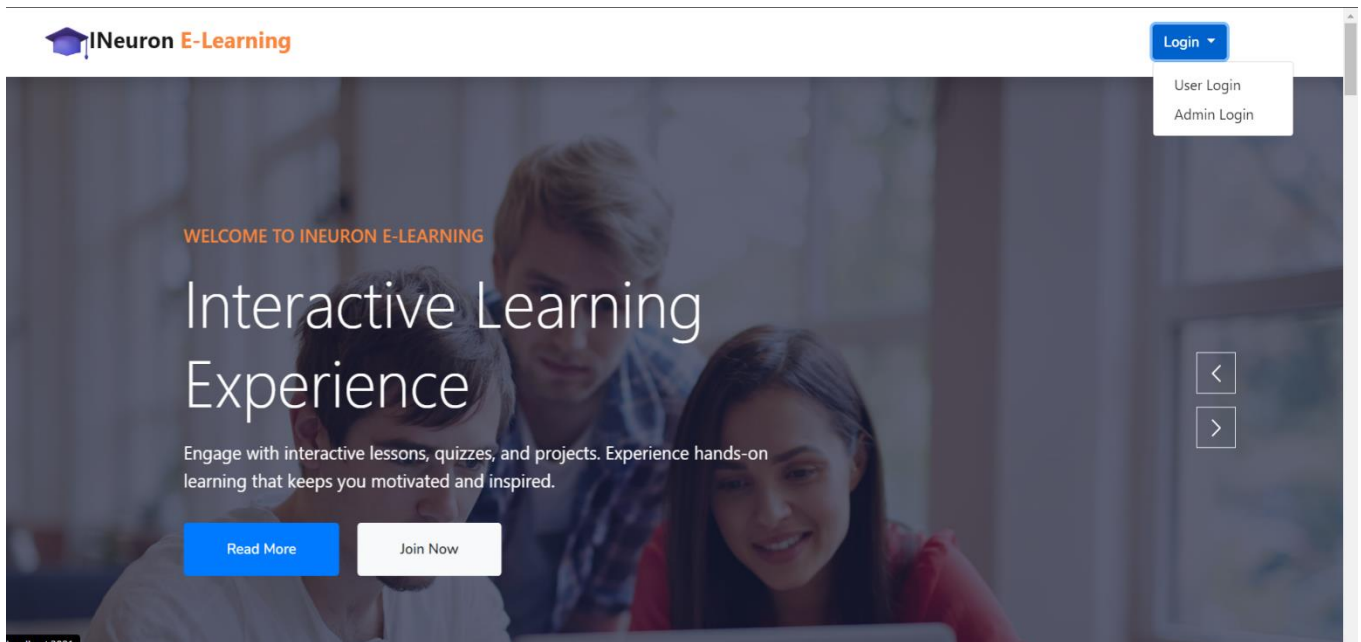 INeuron E-Learning
Login
User Login
Admin Login
WELCOME TO INEURON E-LEARNING
Interactive Learning
Experience
Engage with interactive lessons, quizzes, and projects. Experience hands-on
learning that keeps you motivated and inspired.
Read More
Join Now